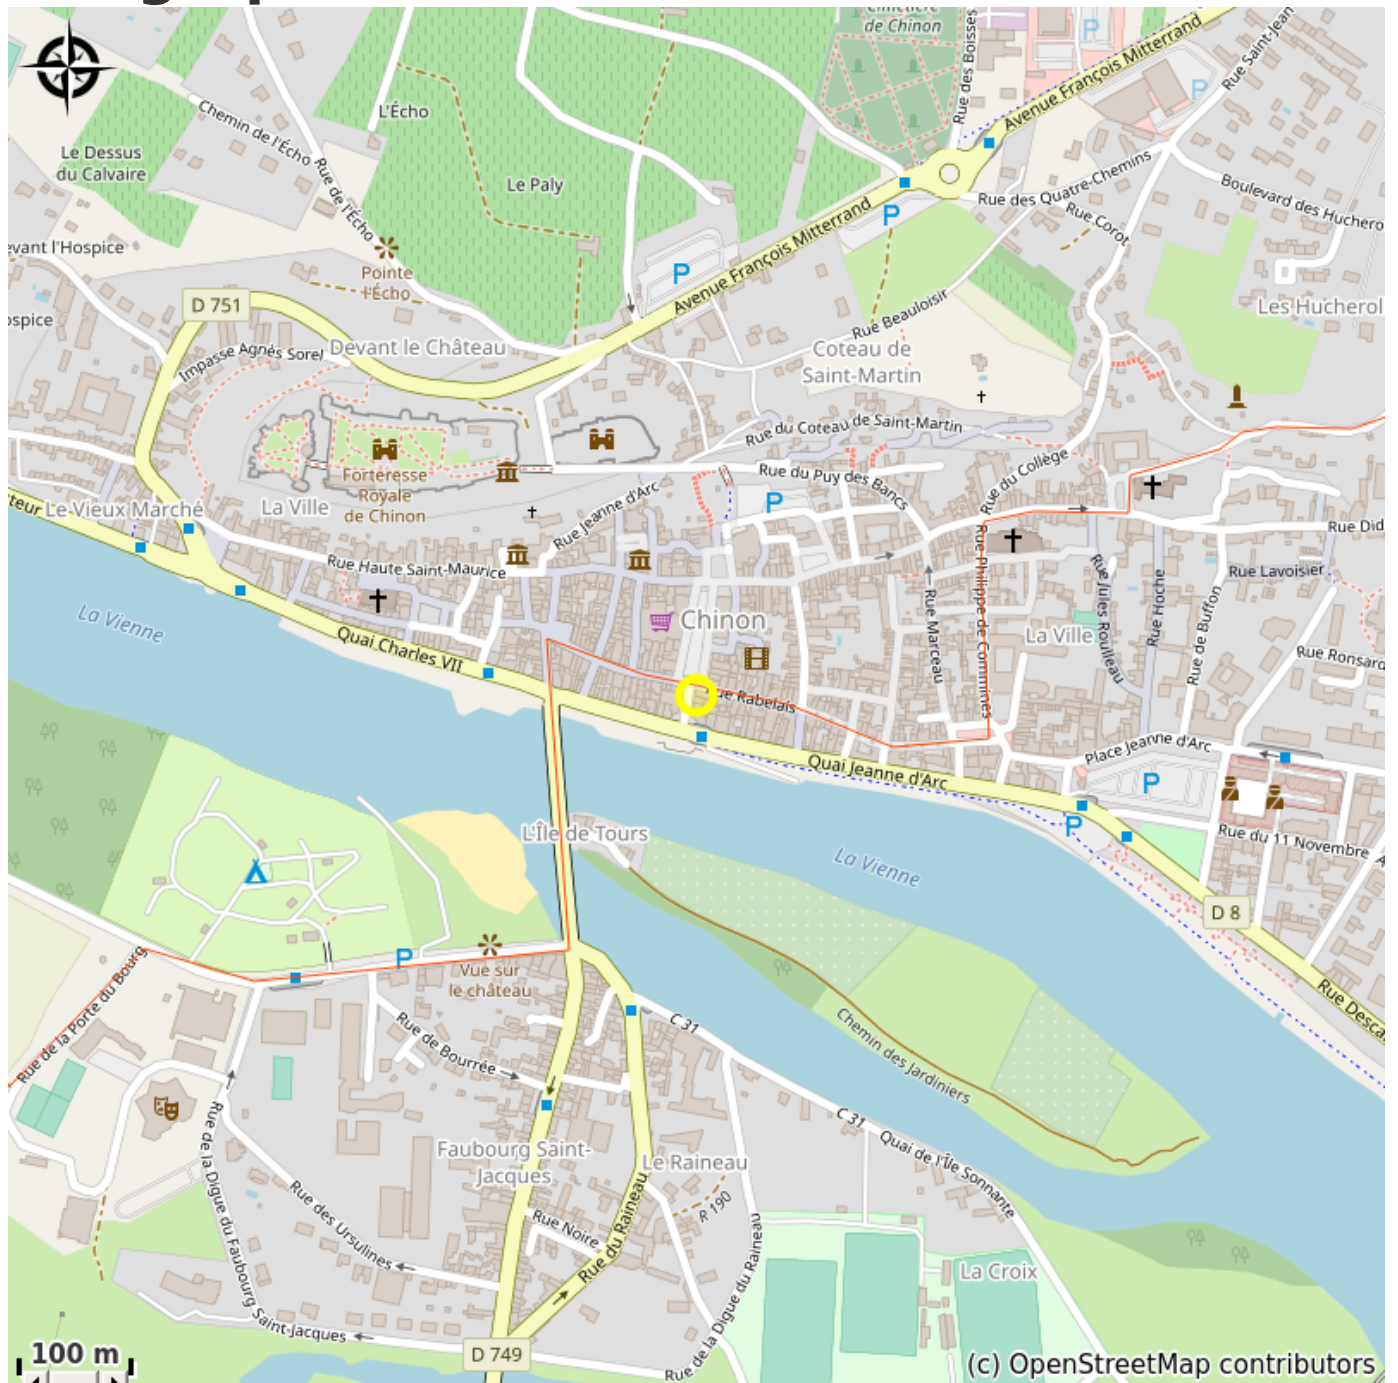 Cimetière
de Chinon
Rue des Boisses
Avenue François Mitterrand
Rue Saint-Jean
P
P
L'Écho
Chemin de l'Écho
Le Dessus
du Calvaire
Rue de l'Écho
Le Paly
Rue des Quatre-Chemins
Boulevard des Huchero
Rue Corot
P
Avenue François Mitterrand
evant l'Hospice
Pointe
l'Écho
P
D 751
ospice
Les Hucherol
Rue Beauloisir
Impasse Agnès Sorel
Devant le Château
Coteau de
Saint-Martin
Rue du Coteau de Saint-Martin
Forteresse
Royale
de Chinon
Rue du Puy des Bancs
Rue du Collège
P
Rue Jeanne d'Arc
teur
Le Vieux Marché
La Ville
Rue Did
Rue Haute Saint-Maurice
Rue Philippe de Commines
Rue Marceau
Rue Jules Roulleau
Rue Hoche
Rue Lavoisier
Rue de Buffon
La Vienne
Chinon
La Ville
Quai Charles VII
Rue Ronsard
ue Rabelais
Place Jeanne d'Arc
Quai Jeanne d'Arc
P
P
L'Île de Tours
La Vienne
Rue du 11 Novembre
A
D 8
P
Vue sur
le château
Rue de la Porte du Bourg
Rue Desca
C 31
Rue de Bourrée
Chemin des Jardiniers
C 31
Quai de l'Île Sonnante
Faubourg Saint-
Jacques
Le Raineau
R 190
Rue de la Digue du Faubourg Saint-Jacques
Rue des Ursulines
Rue Noire
Rue du Raineau
Rue de la Digue du Raineau
La Croix
D 749
100 m
(c) OpenStreetMap contributors